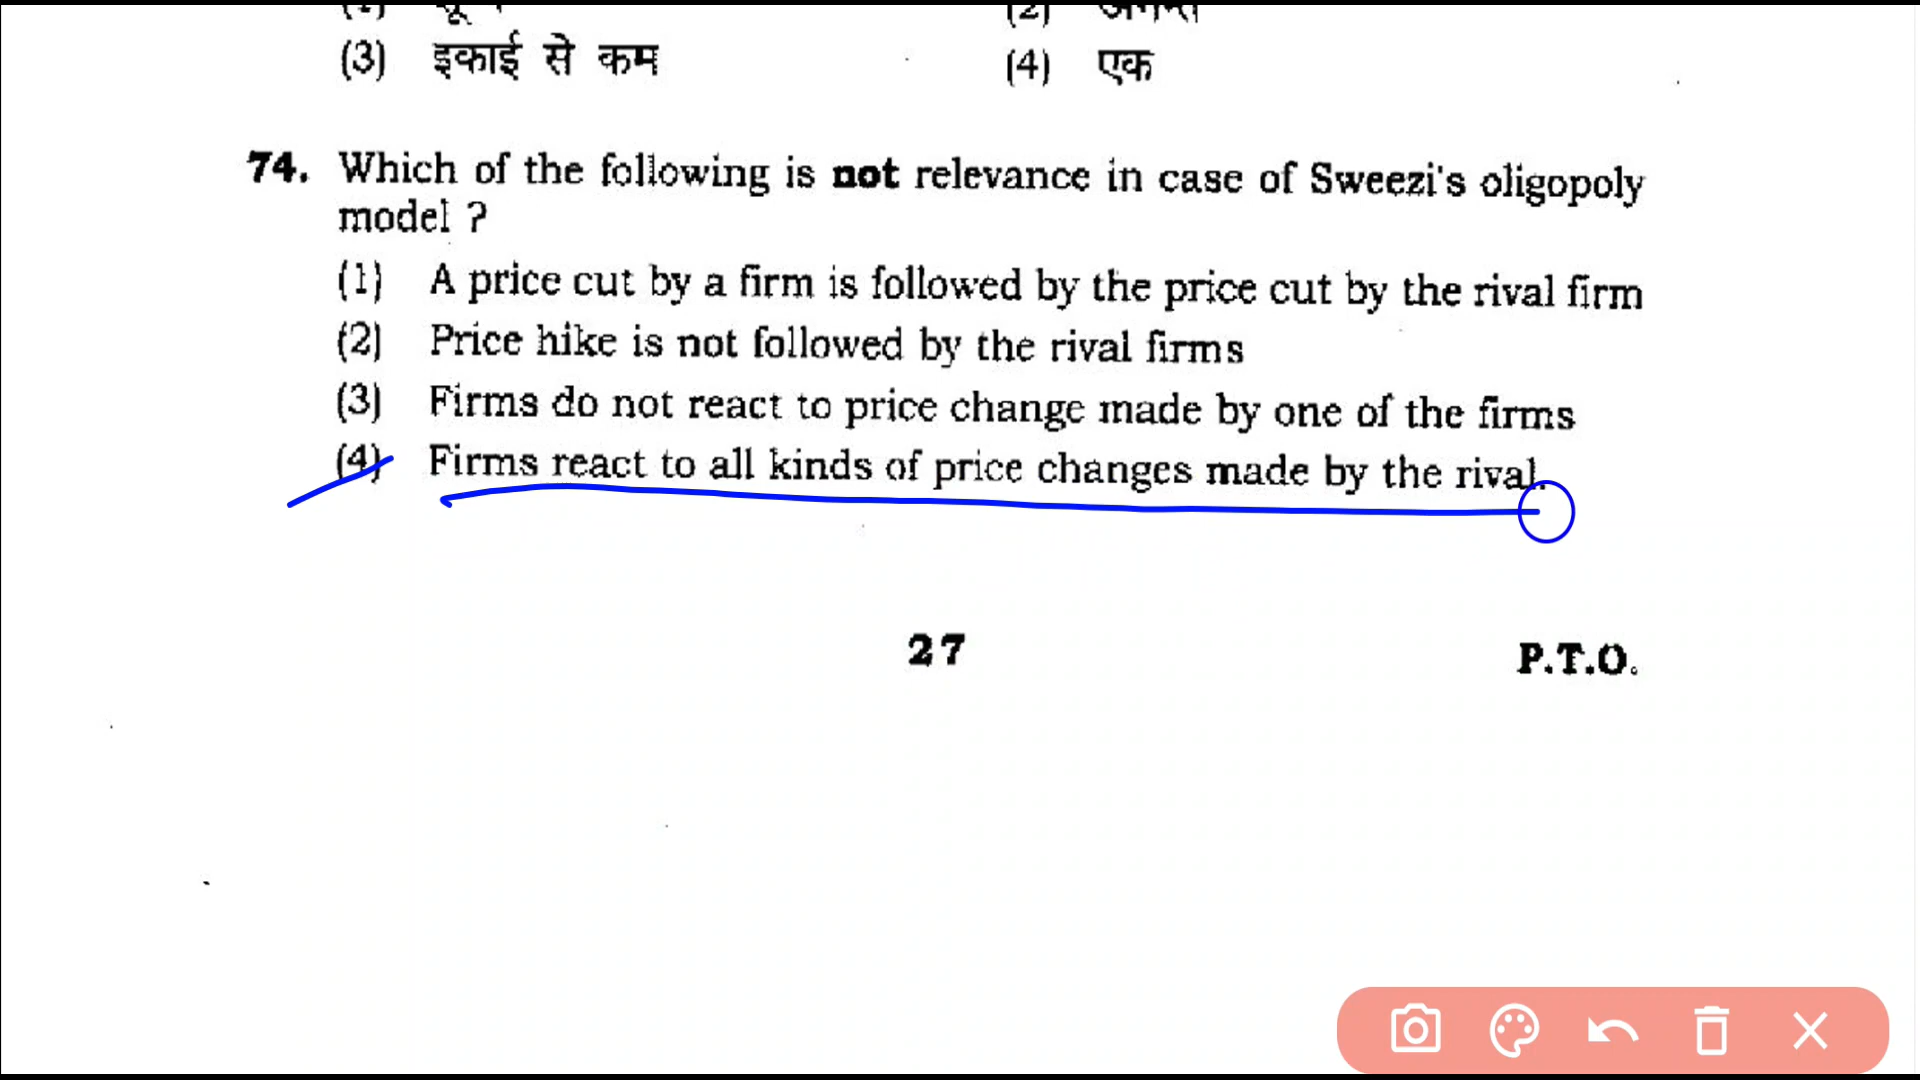 (3) इकाई से कम (4) एक
74. Which of the following is not relevance in case of Sweezi's oligopoly
model ?
(1) A price cut by a firm is followed by the price cut by the rival firm
(2) Price hike is not followed by the rival firms
(3) Firms do not react to price change made by one of the firms
(4) Firms react to all kinds of price changes made by the rival.
27 P.T.O.